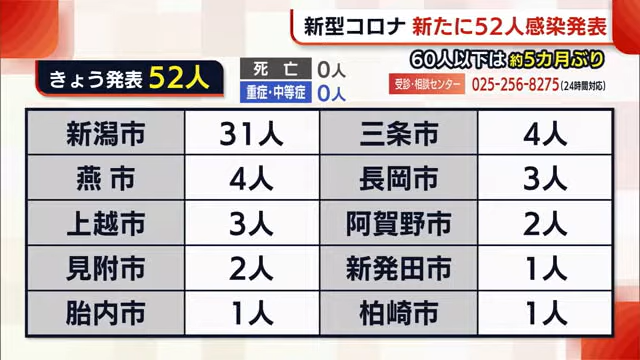 新型コロナ 新たに52人感染発表
60人以下は 約5カ月ぶり
きょう発表 52人
死亡 0人
重症・中等症 0人
受診・相談センター 025-256-8275(24時間対応)
新潟市 31人 三条市 4人
燕市 4人 長岡市 3人
上越市 3人 阿賀野市 2人
見附市 2人 新発田市 1人
胎内市 1人 柏崎市 1人